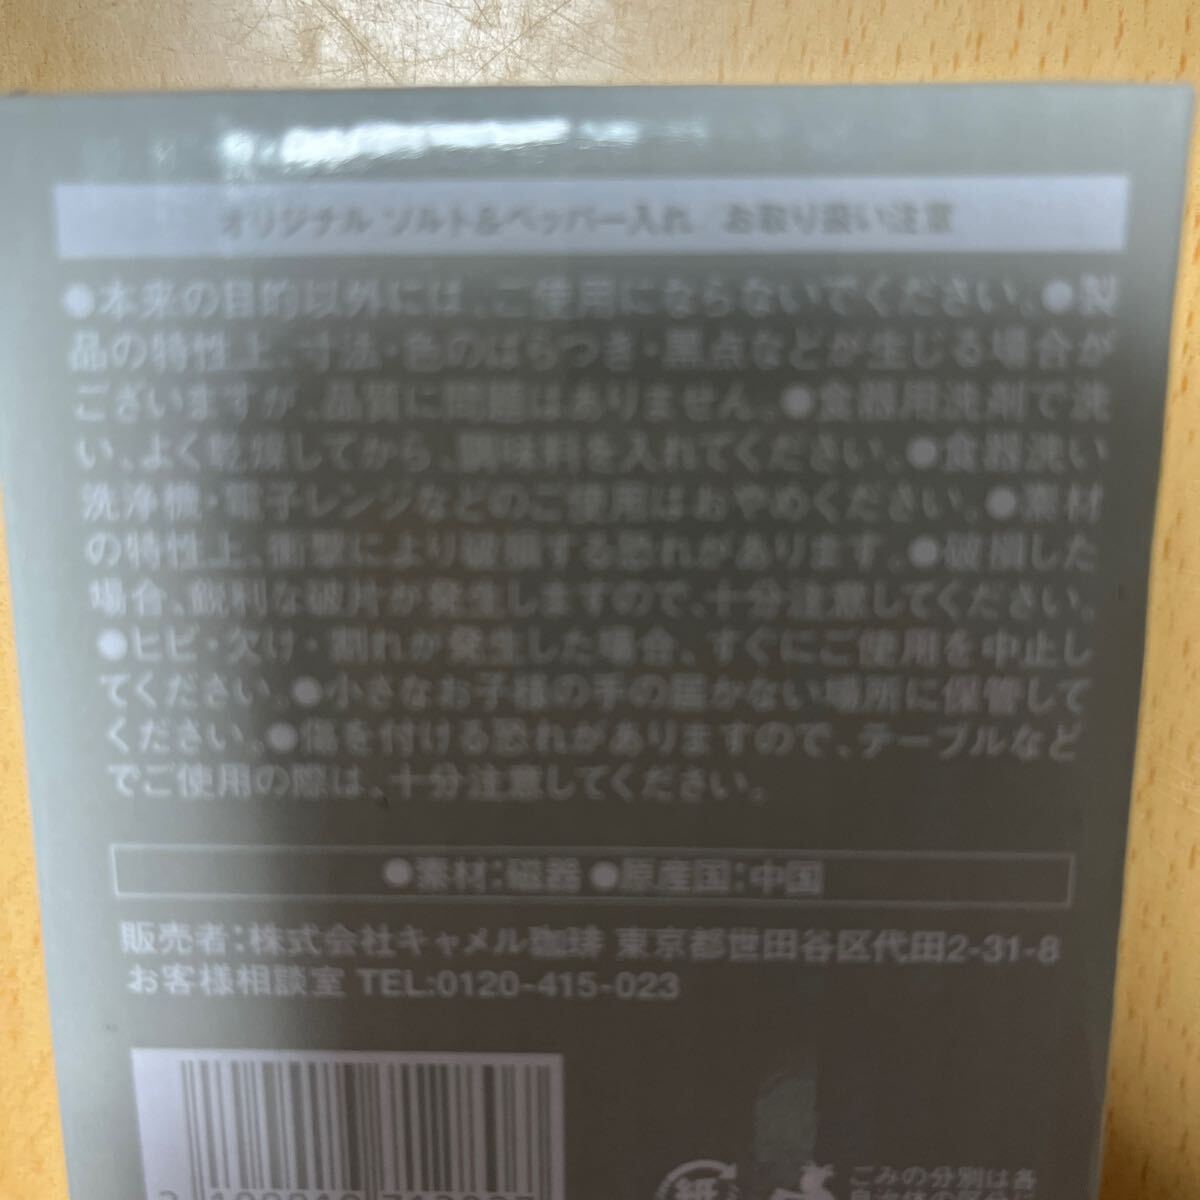 オリジナル ソルト&ペッパー入れ　お取り扱い注意
●本来の目的以外には、ご使用にならないでください。●製
品の特性上、寸法・色のばらつき・黒点などが生じる場合が
ございますが、品質に問題はありません。●食器用洗剤で洗
い、よく乾燥してから、調味料を入れてください。●食器洗い
洗浄機・電子レンジなどのご使用はおやめください。●素材
の特性上、衝撃により破損する恐れがあります。●破損した
場合、鋭利な破片が発生しますので、十分注意してください。
●ヒビ・欠け・割れが発生した場合、すぐにご使用を中止し
てください。●小さなお子様の手の届かない場所に保管して
ください。●傷を付ける恐れがありますので、テーブルなど
でご使用の際は、十分注意してください。
●素材:磁器 ●原産国:中国
販売者:株式会社キャメル珈琲 東京都世田谷区代田2-31-8
お客様相談室 TEL:0120-415-023
紙
ごみの分別は各